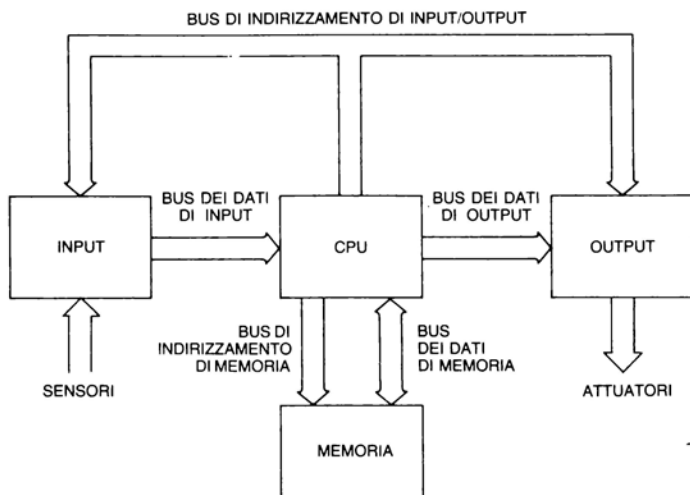 BUS DI INDIRIZZAMENTO DI INPUT/OUTPUT
BUS DEI DATI
DI INPUT
BUS DEI DATI
DI OUTPUT
INPUT
CPU
OUTPUT
BUS DI
INDIRIZZAMENTO
DI MEMORIA
BUS
DEI DATI
DI MEMORIA
SENSORI
ATTUATORI
MEMORIA